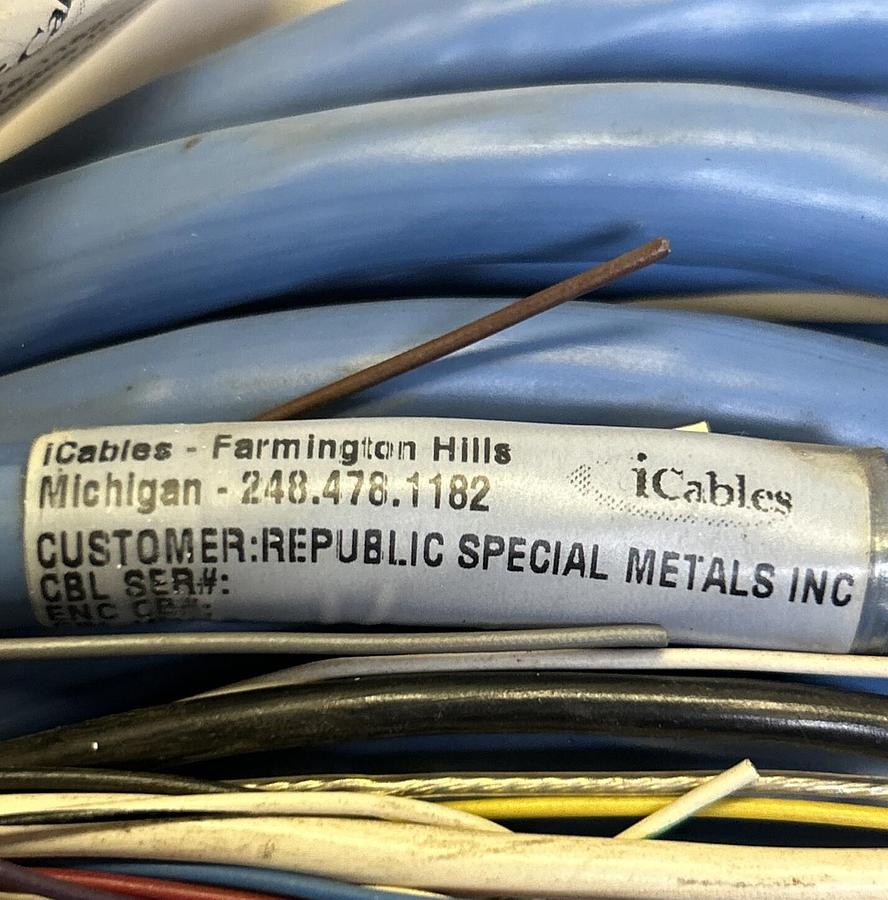 iCables - Farmington Hills
Michigan - 248.478.1182
iCables
CUSTOMER:REPUBLIC SPECIAL METALS INC
CBL SER#: